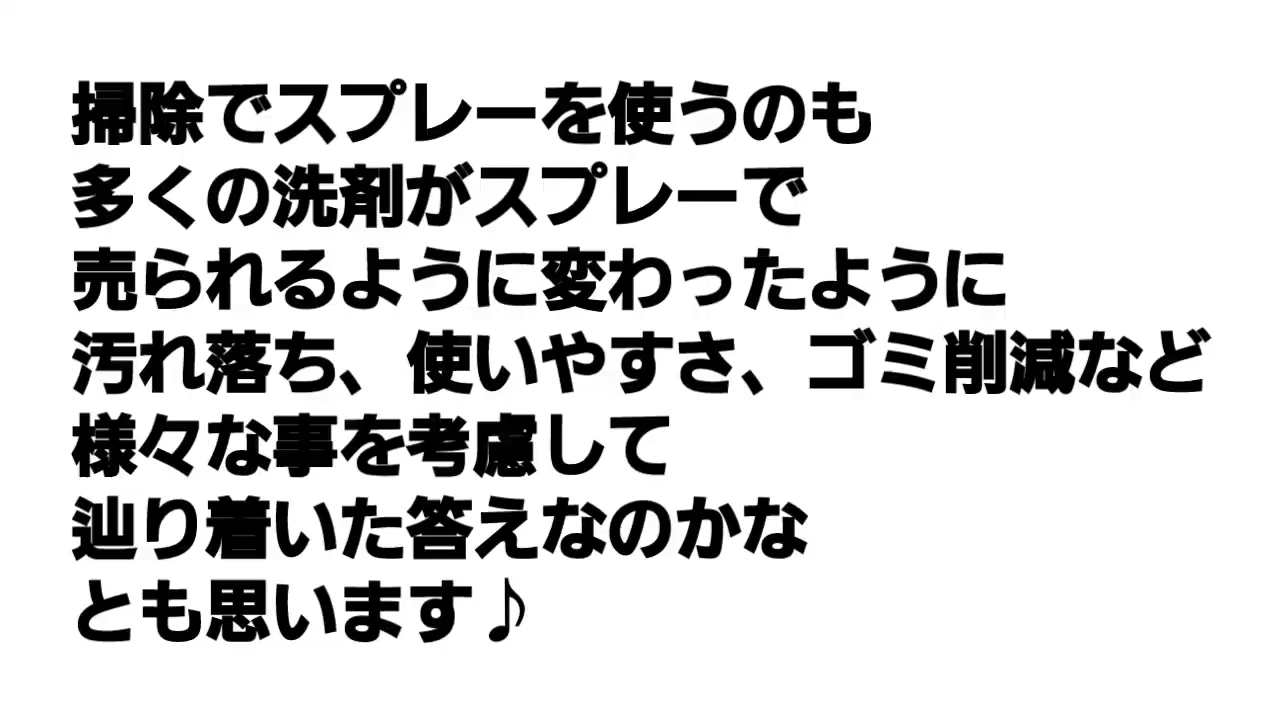 掃除でスプレーを使うのも
多くの洗剤がスプレーで
売られるように変わったように
汚れ落ち、使いやすさ、ゴミ削減など
様々な事を考慮して
辿り着いた答えなのかな
とも思います♪